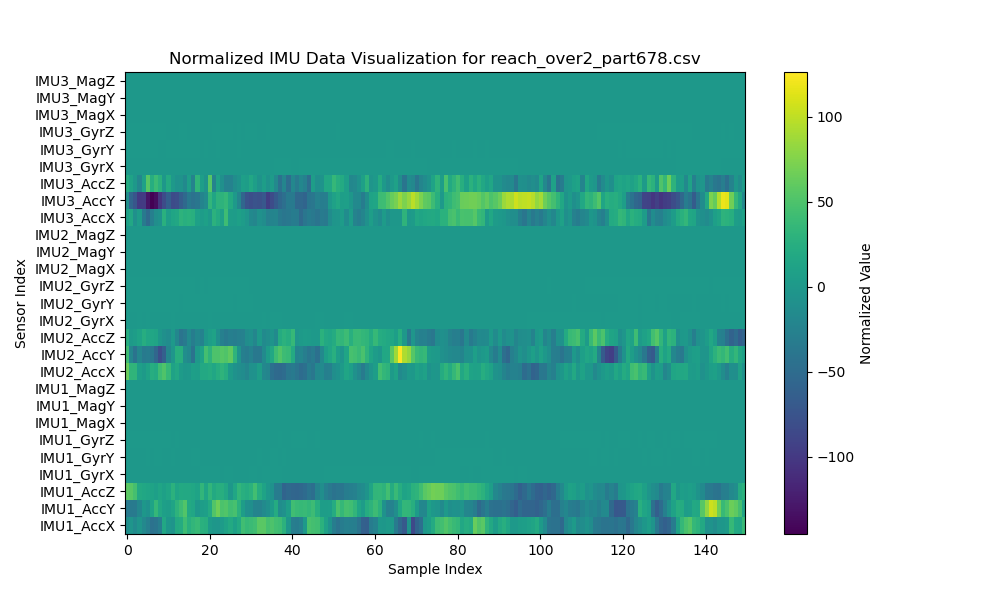 Normalized IMU Data Visualization for reach_over2_part678.csv
IMU3_MagZ
IMU3_MagY
IMU3_MagX
IMU3_GyrZ
IMU3_GyrY
IMU3_GyrX
IMU3_AccZ
IMU3_AccY
IMU3_AccX
IMU2_MagZ
IMU2_MagY
IMU2_MagX
IMU2_GyrZ
IMU2_GyrY
IMU2_GyrX
IMU2_AccZ
IMU2_AccY
IMU2_AccX
IMU1_MagZ
IMU1_MagY
IMU1_MagX
IMU1_GyrZ
IMU1_GyrY
IMU1_GyrX
IMU1_AccZ
IMU1_AccY
IMU1_AccX
Sensor Index
0 20 40 60 80 100 120 140
Sample Index
100
50
0
−50
−100
Normalized Value